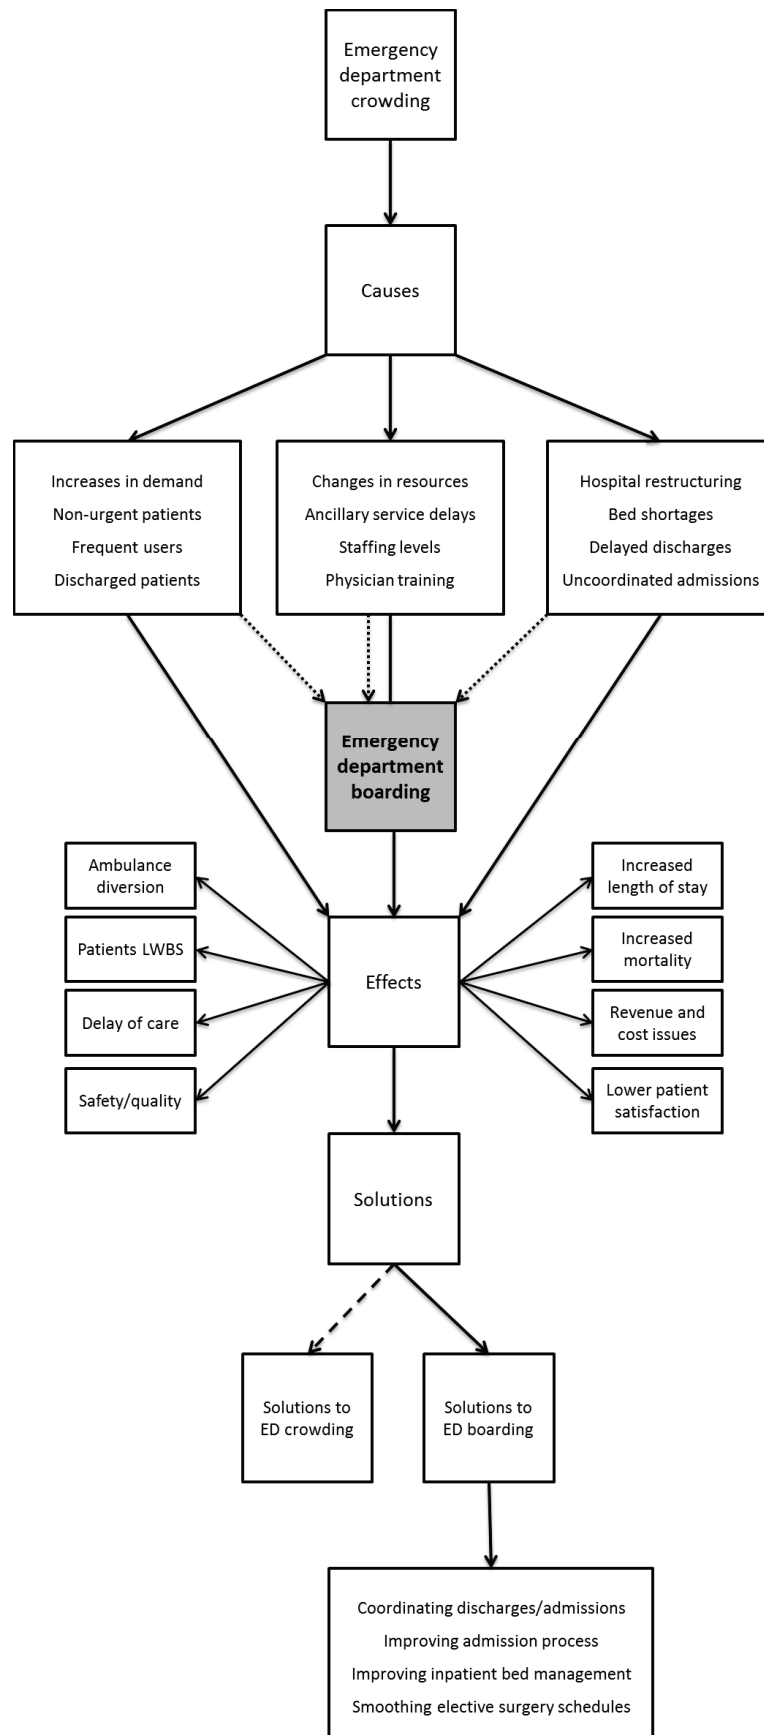 Emergency
department
crowding
Causes
Increases in demand
Non-urgent patients
Frequent users
Discharged patients
Changes in resources
Ancillary service delays
Staffing levels
Physician training
Hospital restructuring
Bed shortages
Delayed discharges
Uncoordinated admissions
Emergency
department
boarding
Ambulance
diversion
Patients LWBS
Delay of care
Safety/quality
Effects
Increased
length of stay
Increased
mortality
Revenue and
cost issues
Lower patient
satisfaction
Solutions
Solutions to
ED crowding
Solutions to
ED boarding
Coordinating discharges/admissions
Improving admission process
Improving inpatient bed management
Smoothing elective surgery schedules